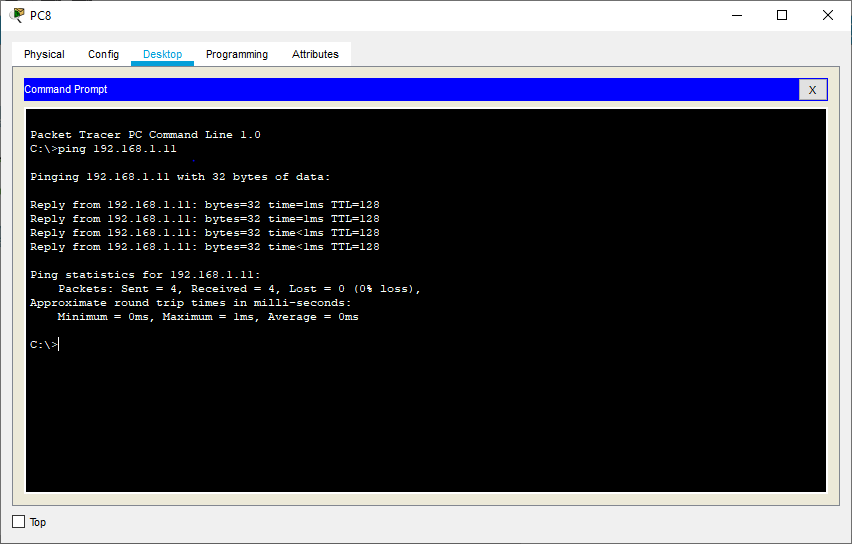 PC8
Physical Config Desktop Programming Attributes
Command Prompt X
Packet Tracer PC Command Line 1.0
C:\>ping 192.168.1.11
Pinging 192.168.1.11 with 32 bytes of data:
Reply from 192.168.1.11: bytes=32 time=1ms TTL=128
Reply from 192.168.1.11: bytes=32 time=1ms TTL=128
Reply from 192.168.1.11: bytes=32 time<1ms TTL=128
Reply from 192.168.1.11: bytes=32 time<1ms TTL=128
Ping statistics for 192.168.1.11:
Packets: Sent = 4, Received = 4, Lost = 0 (0% loss),
Approximate round trip times in milli-seconds:
Minimum = 0ms, Maximum = 1ms, Average = 0ms
C:\>
Top